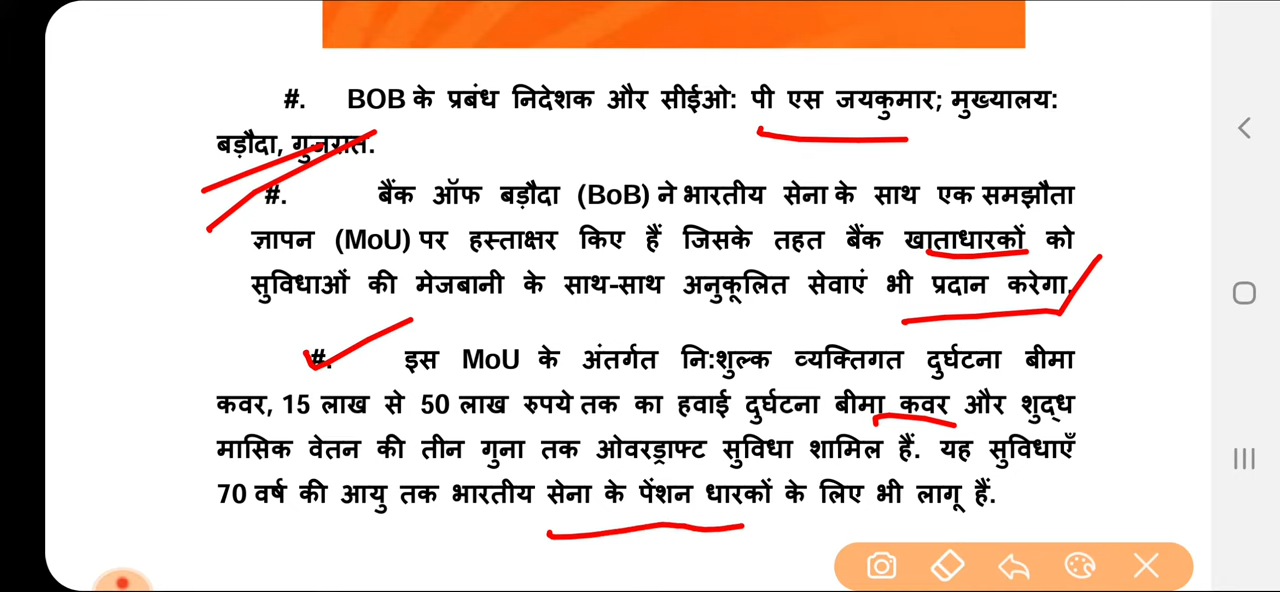 #. BOB के प्रबंध निदेशक और सीईओ: पी एस जयकुमार; मुख्यालय:
बड़ौदा, गुजरात.
#. बैंक ऑफ बड़ौदा (BoB) ने भारतीय सेना के साथ एक समझौता
ज्ञापन (MoU) पर हस्ताक्षर किए हैं जिसके तहत बैंक खाताधारकों को
सुविधाओं की मेजबानी के साथ-साथ अनुकूलित सेवाएं भी प्रदान करेगा.
#. इस MoU के अंतर्गत नि:शुल्क व्यक्तिगत दुर्घटना बीमा
कवर, 15 लाख से 50 लाख रुपये तक का हवाई दुर्घटना बीमा कवर और शुद्ध
मासिक वेतन की तीन गुना तक ओवरड्राफ्ट सुविधा शामिल हैं. यह सुविधाएँ
70 वर्ष की आयु तक भारतीय सेना के पेंशन धारकों के लिए भी लागू हैं.